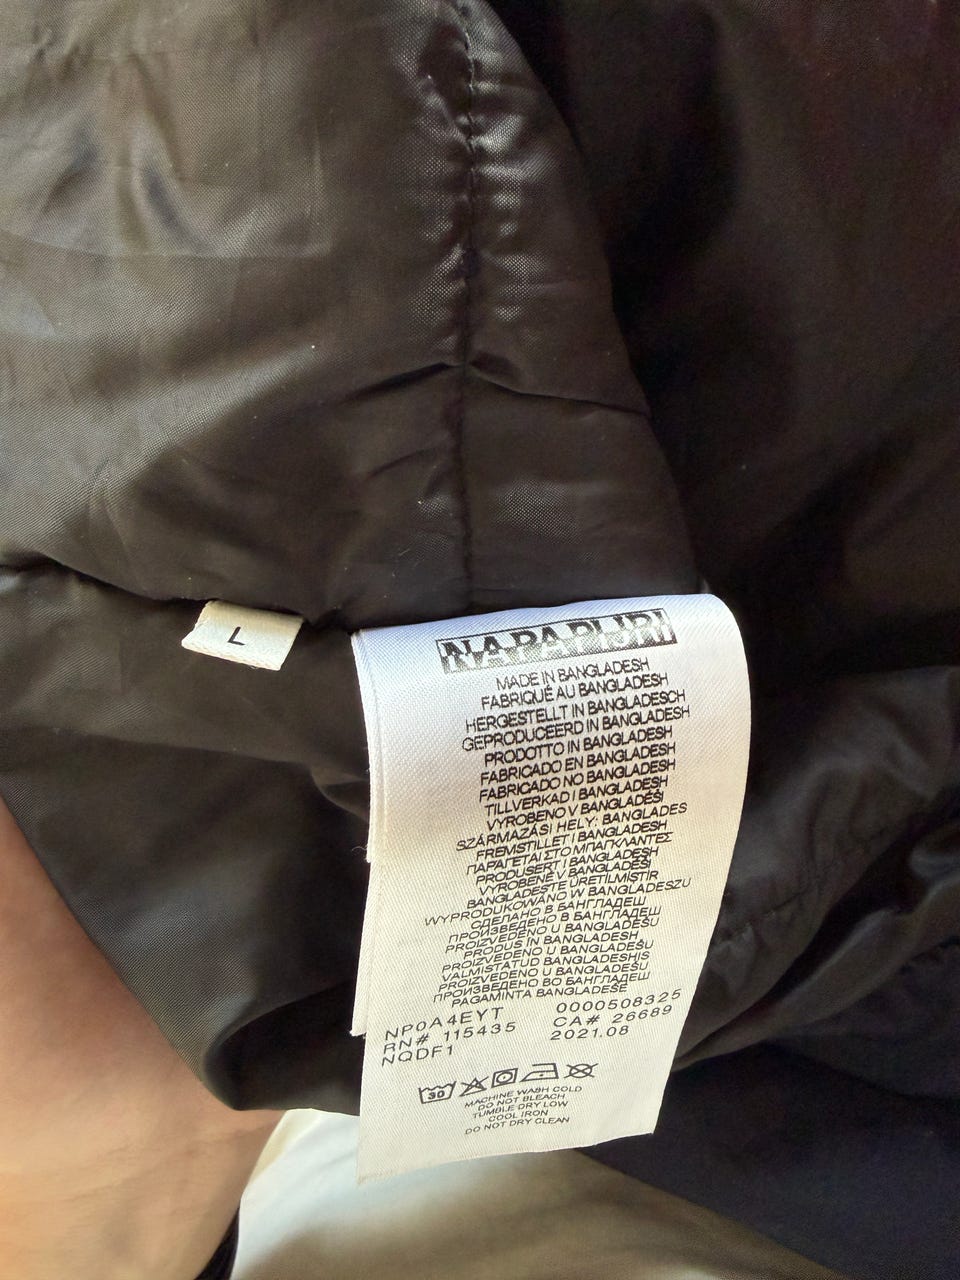 L
NAPAPIJRI
MADE IN BANGLADESH
FABRIQUÉ AU BANGLADESH
HERGESTELLT IN BANGLADESCH
GEPRODUCEERD IN BANGLADESH
PRODOTTO IN BANGLADESH
FABRICADO EN BANGLADESH
FABRICADO NO BANGLADESH
TILLVERKAD I BANGLADESH
VYROBENO V BANGLADÉŠI
SZÁRMAZÁSI HELY: BANGLADES
FREMSTILLET I BANGLADESH
ΠΑΡΑΓΕΤΑΙ ΣΤΟ ΜΠΑΓΚΛΑΝΤΕΣ
PRODUSERT I BANGLADESH
VYROBENÉ V BANGLADÉŠI
BANGLADEŞTE ÜRETİLMİŞTİR
WYPRODUKOWANO W BANGLADESZU
СДЕЛАНО В БАНГЛАДЕШ
ПРОИЗВЕДЕНО В БАНГЛАДЕШ
PROIZVEDENO U BANGLADEŠU
PRODUS ÎN BANGLADESH
PROIZVEDENO U BANGLADEŠU
VALMISTATUD BANGLADESHIS
PROIZVEDENO U BANGLADEŠU
ПРОИЗВЕДЕНО ВО БАНГЛАДЕШ
PAGAMINTA BANGLADEŠE
NP0A4EYT 0000508325
RN# 115435 CA# 26689
NQDF1 2021.08
30
MACHINE WASH COLD
DO NOT BLEACH
TUMBLE DRY LOW
COOL IRON
DO NOT DRY CLEAN